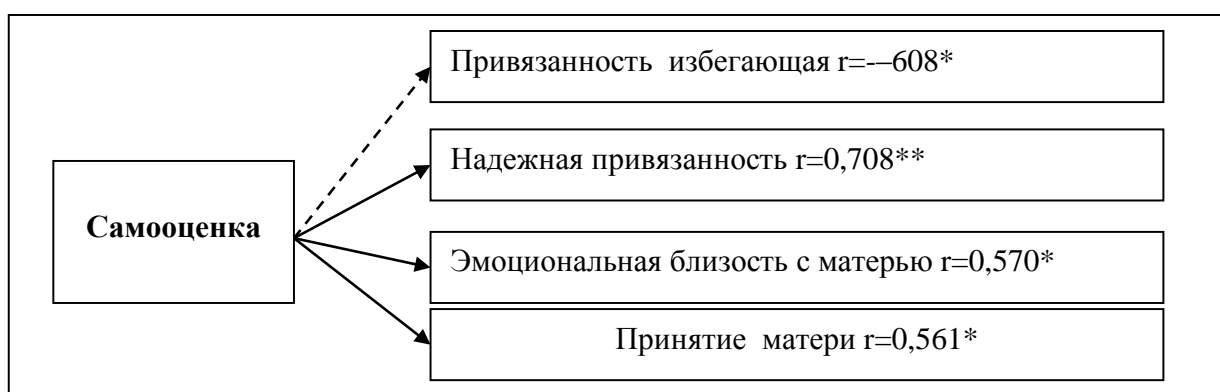 Привязанность избегающая r=-–608*
Надежная привязанность r=0,708**
Самооценка
Эмоциональная близость с матерью r=0,570*
Принятие матери r=0,561*